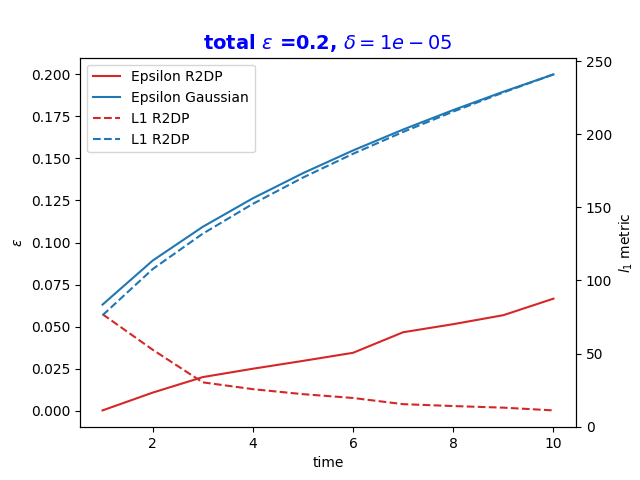 total ε =0.2, δ = 1e − 05
Epsilon R2DP
Epsilon Gaussian
L1 R2DP
L1 R2DP
0.200
0.175
0.150
0.125
0.100
0.075
0.050
0.025
0.000
ε
250
200
150
100
50
0
l₁ metric
2 4 6 8 10
time